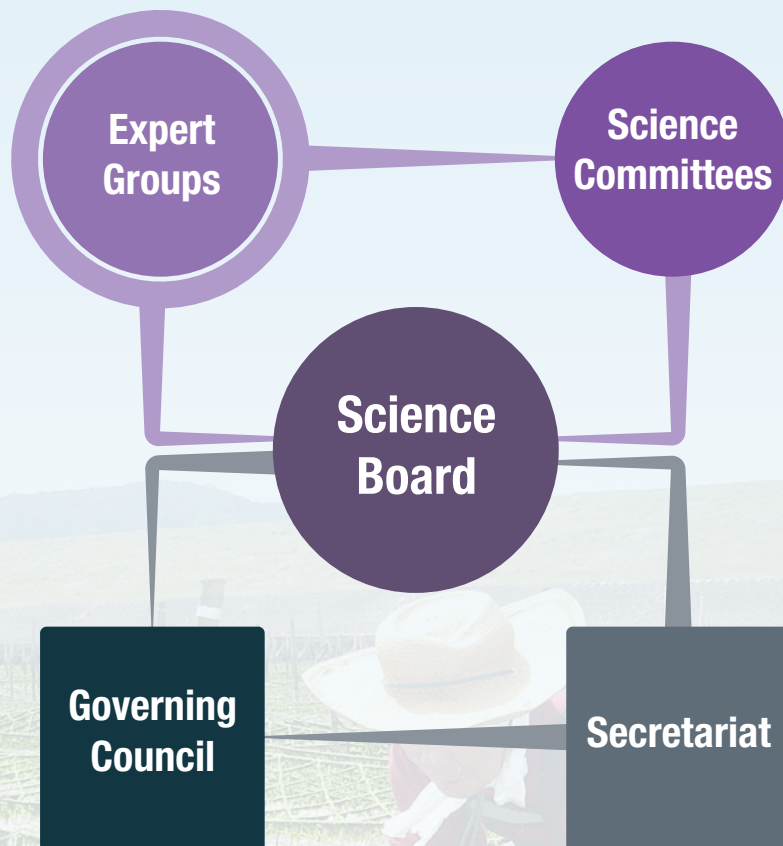 Expert
Groups
Science
Committees
Science
Board
Governing
Council
Secretariat